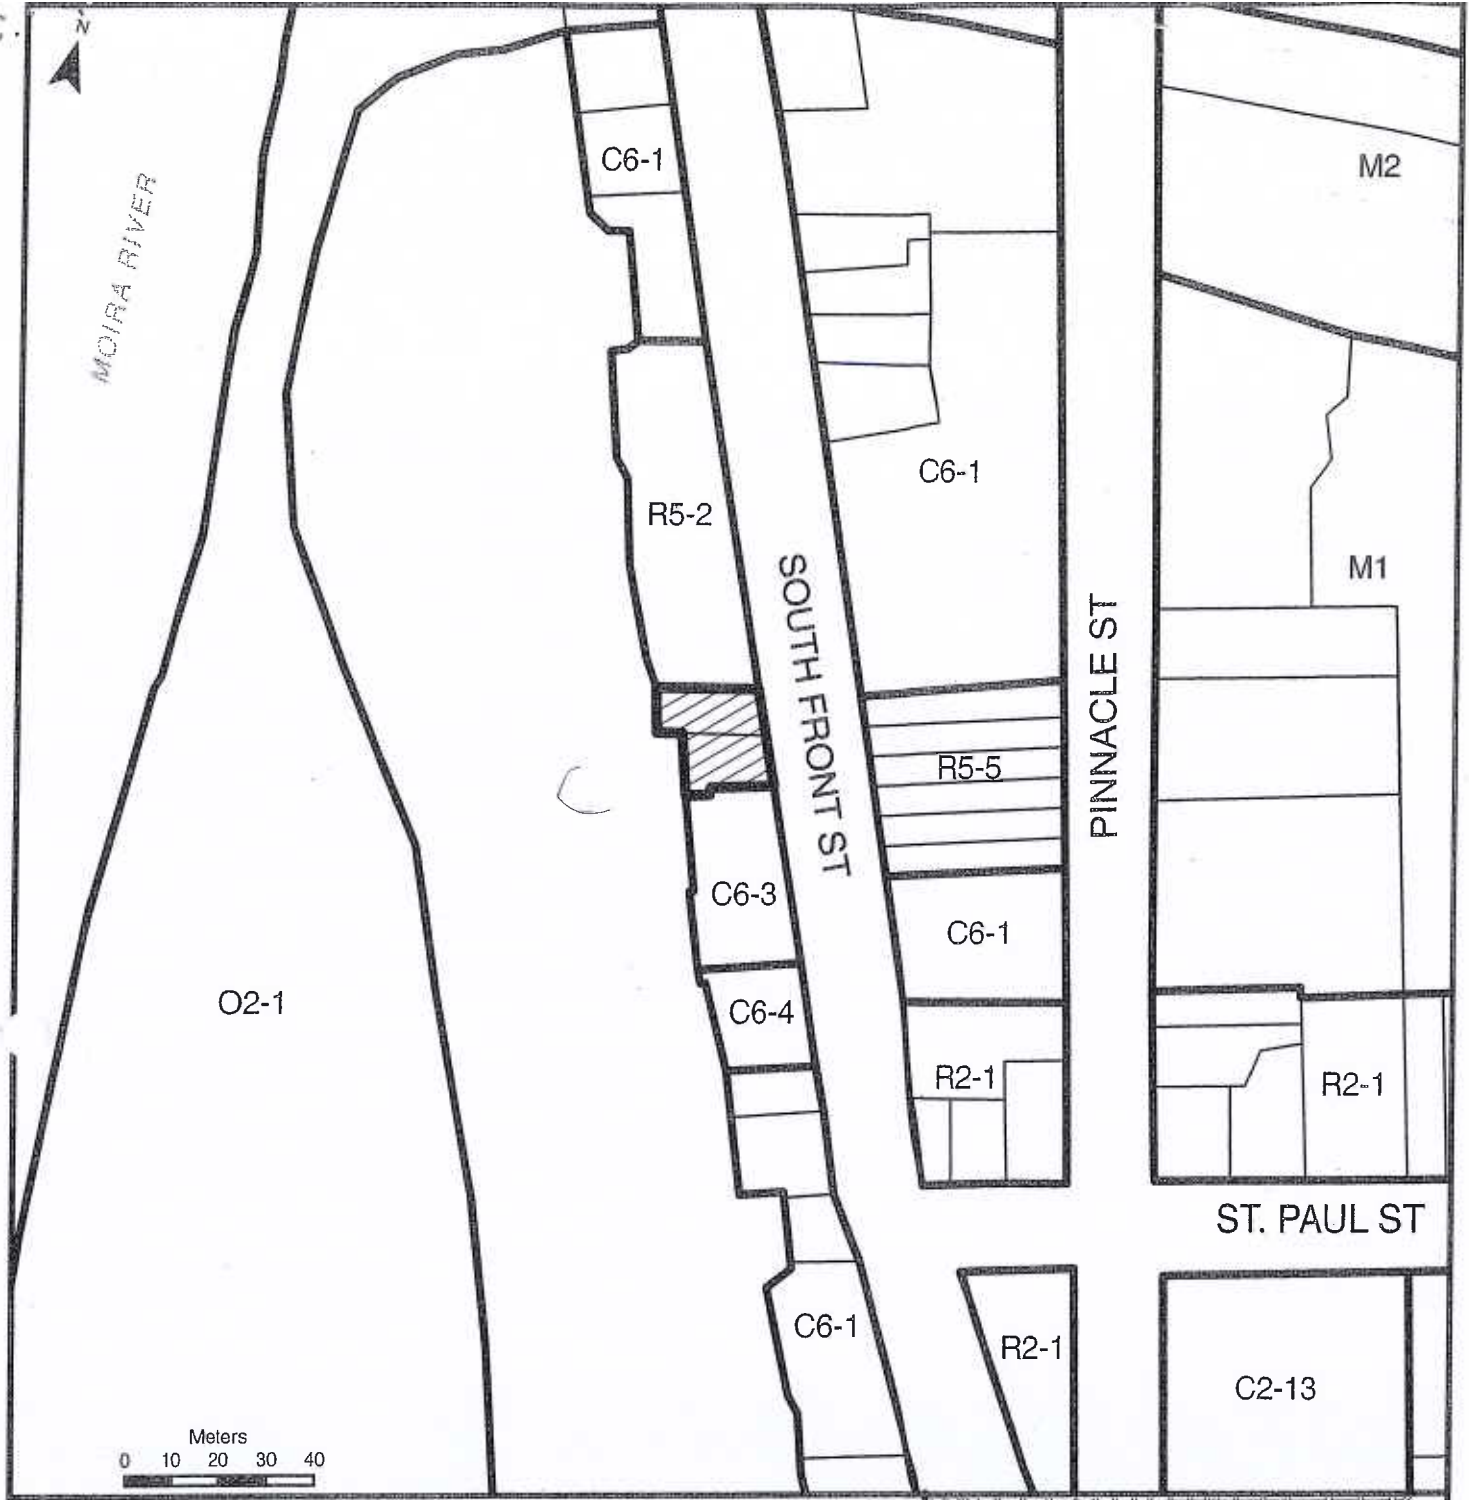 N
C6-1
M2
MOIRA RIVER
R5-2
C6-1
M1
SOUTH FRONT ST
PINNACLE ST
R5-5
C6-3
C6-1
O2-1
C6-4
R2-1
R2-1
ST. PAUL ST
C6-1
R2-1
C2-13
Meters
0 10 20 30 40